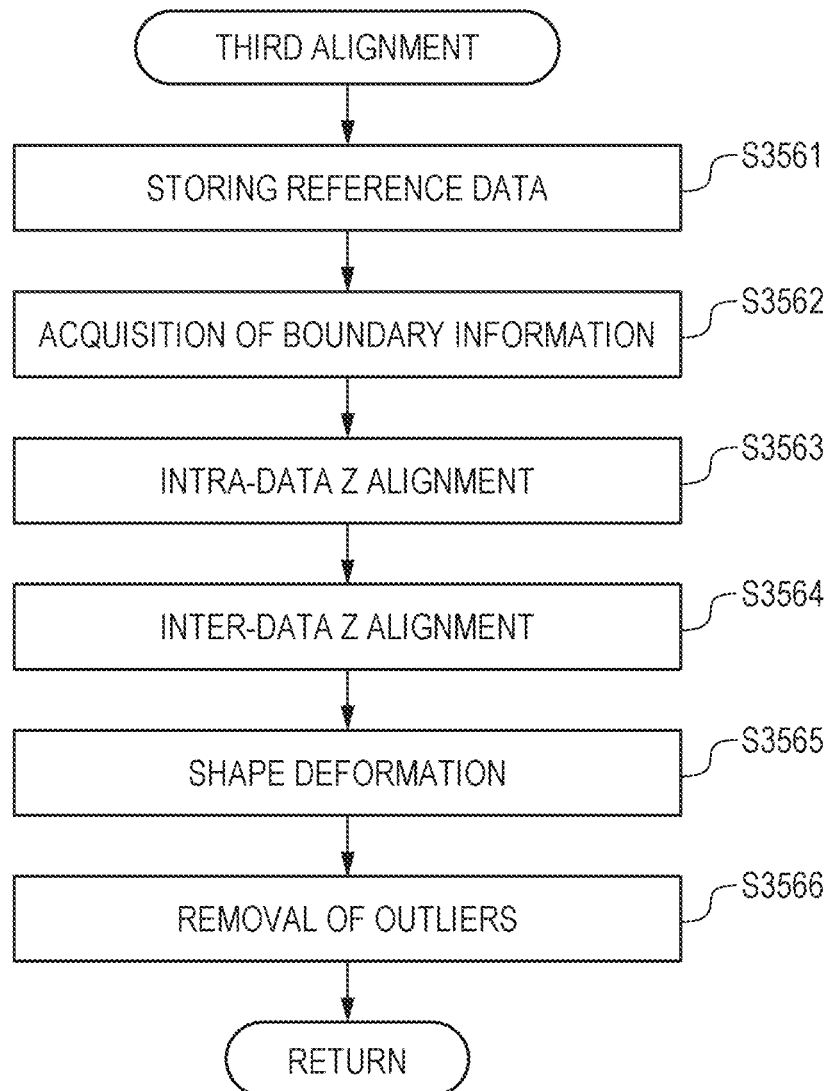 THIRD ALIGNMENT
S3561
STORING REFERENCE DATA
S3562
ACQUISITION OF BOUNDARY INFORMATION
S3563
INTRA-DATA Z ALIGNMENT
S3564
INTER-DATA Z ALIGNMENT
S3565
SHAPE DEFORMATION
S3566
REMOVAL OF OUTLIERS
RETURN